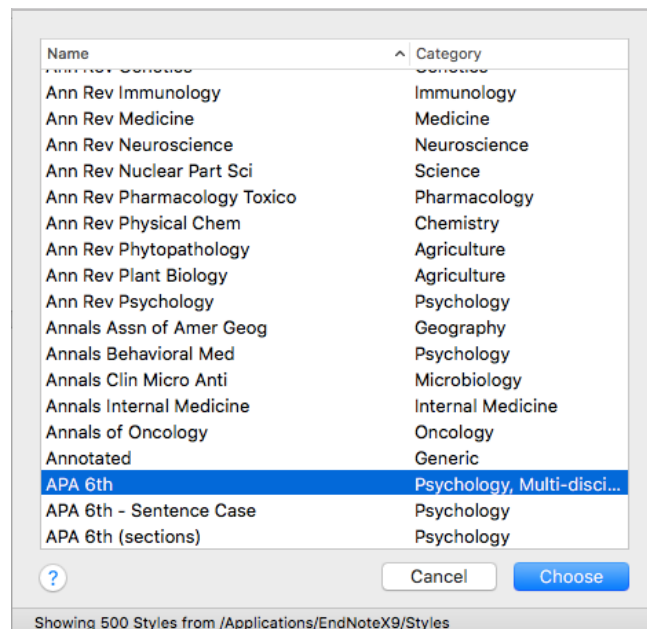 Name Category
Ann Rev Genetics Genetics
Ann Rev Immunology Immunology
Ann Rev Medicine Medicine
Ann Rev Neuroscience Neuroscience
Ann Rev Nuclear Part Sci Science
Ann Rev Pharmacology Toxico Pharmacology
Ann Rev Physical Chem Chemistry
Ann Rev Phytopathology Agriculture
Ann Rev Plant Biology Agriculture
Ann Rev Psychology Psychology
Annals Assn of Amer Geog Geography
Annals Behavioral Med Psychology
Annals Clin Micro Anti Microbiology
Annals Internal Medicine Internal Medicine
Annals of Oncology Oncology
Annotated Generic
APA 6th Psychology, Multi-disci...
APA 6th - Sentence Case Psychology
APA 6th (sections) Psychology
? Cancel Choose
Showing 500 Styles from /Applications/EndNoteX9/Styles